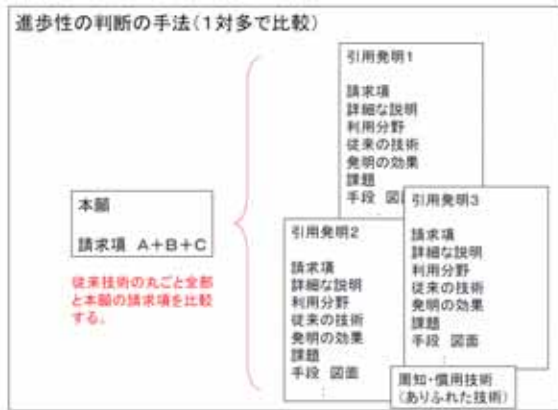 進歩性の判断の手法(1対多で比較)
本願
請求項 A+B+C
従来技術の丸ごと全部
と本願の請求項を比較
する。
引用発明1
請求項
詳細な説明
利用分野
従来の技術
発明の効果
課題
手段 図面
引用発明2
請求項
詳細な説明
利用分野
従来の技術
発明の効果
課題
手段 図面
⋮
引用発明3
請求項
詳細な説明
利用分野
従来の技術
発明の効果
課題
手段 図面
⋮
周知・慣用技術
(ありふれた技術)